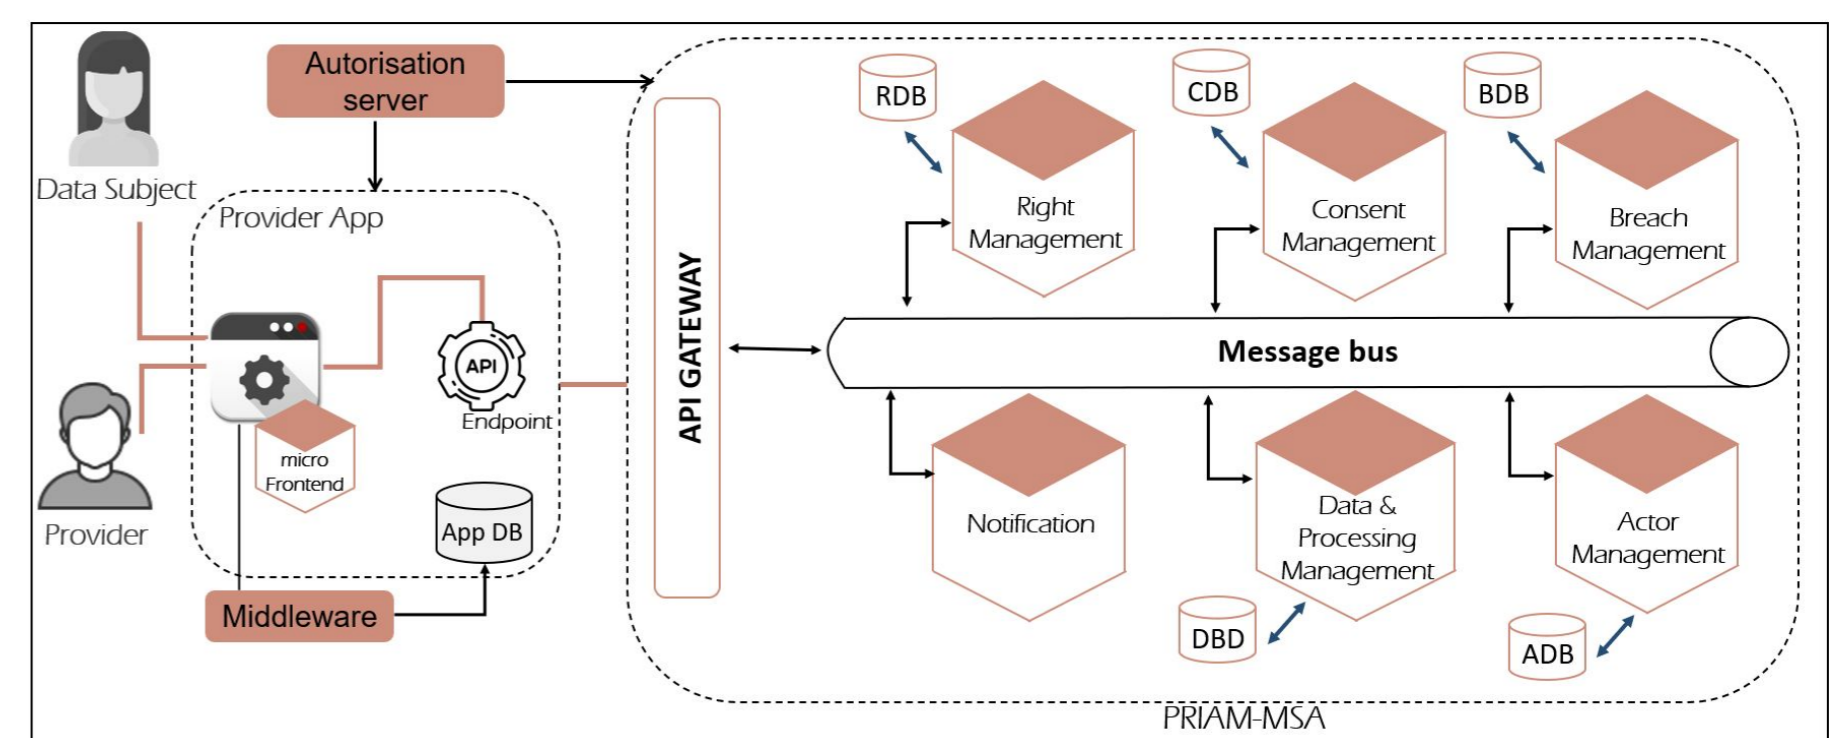 Autorisation
server
Data Subject
Provider App
RDB
CDB
BDB
Right
Management
Consent
Management
Breach
Management
API GATEWAY
Message bus
API
Endpoint
micro
Frontend
Provider
App DB
Middleware
Notification
Data &
Processing
Management
Actor
Management
DBD
ADB
PRIAM-MSA